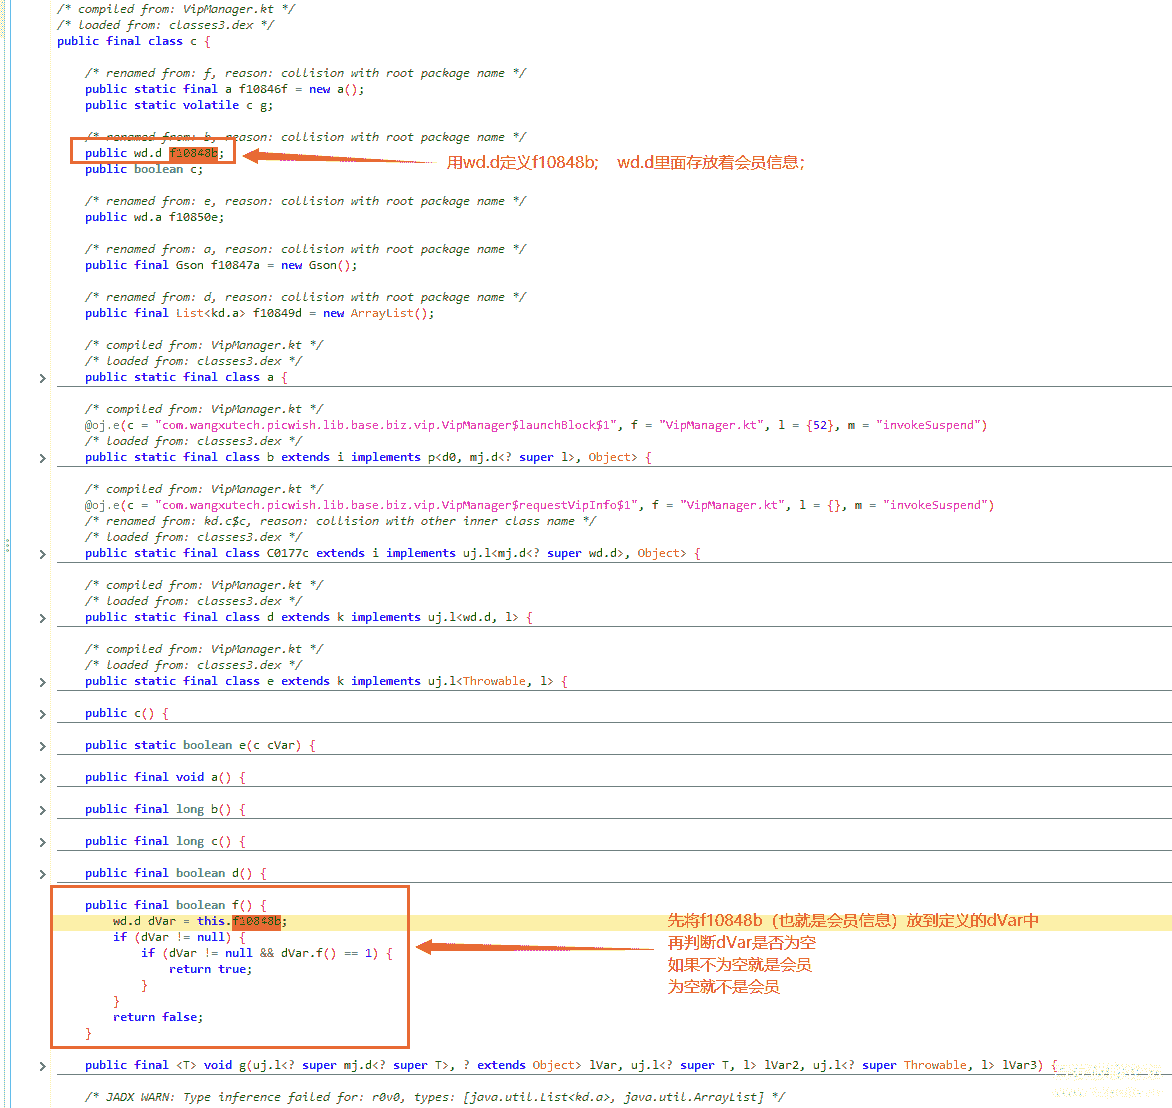 /* compiled from: VipManager.kt */
/* loaded from: classes3.dex */
public final class c {
/* renamed from: f, reason: collision with root package name */
public static final a f10846f = new a();
public static volatile c g;
/* renamed from: b, reason: collision with root package name */
public wd.d f10848b;
用wd.d定义f10848b; wd.d里面存放着会员信息;
public boolean c;
/* renamed from: e, reason: collision with root package name */
public wd.a f10850e;
/* renamed from: a, reason: collision with root package name */
public final Gson f10847a = new Gson();
/* renamed from: d, reason: collision with root package name */
public final List<kd.a> f10849d = new ArrayList();
/* compiled from: VipManager.kt */
/* loaded from: classes3.dex */
public static final class a {
/* compiled from: VipManager.kt */
@oj.e(c = "com.wangxutech.picwish.lib.base.biz.vip.VipManager$launchBlock$1", f = "VipManager.kt", l = {52}, m = "invokeSuspend")
/* loaded from: classes3.dex */
public static final class b extends i implements p<d0, mj.d<? super l>, Object> {
/* compiled from: VipManager.kt */
@oj.e(c = "com.wangxutech.picwish.lib.base.biz.vip.VipManager$requestVipInfo$1", f = "VipManager.kt", l = {}, m = "invokeSuspend")
/* renamed from: kd.c$c, reason: collision with other inner class name */
/* loaded from: classes3.dex */
public static final class C0177c extends i implements uj.l<mj.d<? super wd.d>, Object> {
/* compiled from: VipManager.kt */
/* loaded from: classes3.dex */
public static final class d extends k implements uj.l<wd.d, l> {
/* compiled from: VipManager.kt */
/* loaded from: classes3.dex */
public static final class e extends k implements uj.l<Throwable, l> {
public c() {
public static boolean e(c cVar) {
public final void a() {
public final long b() {
public final long c() {
public final boolean d() {
public final boolean f() {
wd.d dVar = this.f10848b;
if (dVar != null) {
if (dVar != null && dVar.f() == 1) {
return true;
}
}
return false;
}
先将f10848b（也就是会员信息）放到定义的dVar中
再判断dVar是否为空
如果不为空就是会员
为空就不是会员
public final <T> void g(uj.l<? super mj.d<? super T>, ? extends Object> lVar, uj.l<? super T, l> lVar2, uj.l<? super Throwable, l> lVar3) {
/* JADX WARN: Type inference failed for: r0v0, types: [java.util.List<kd.a>, java.util.ArrayList] */